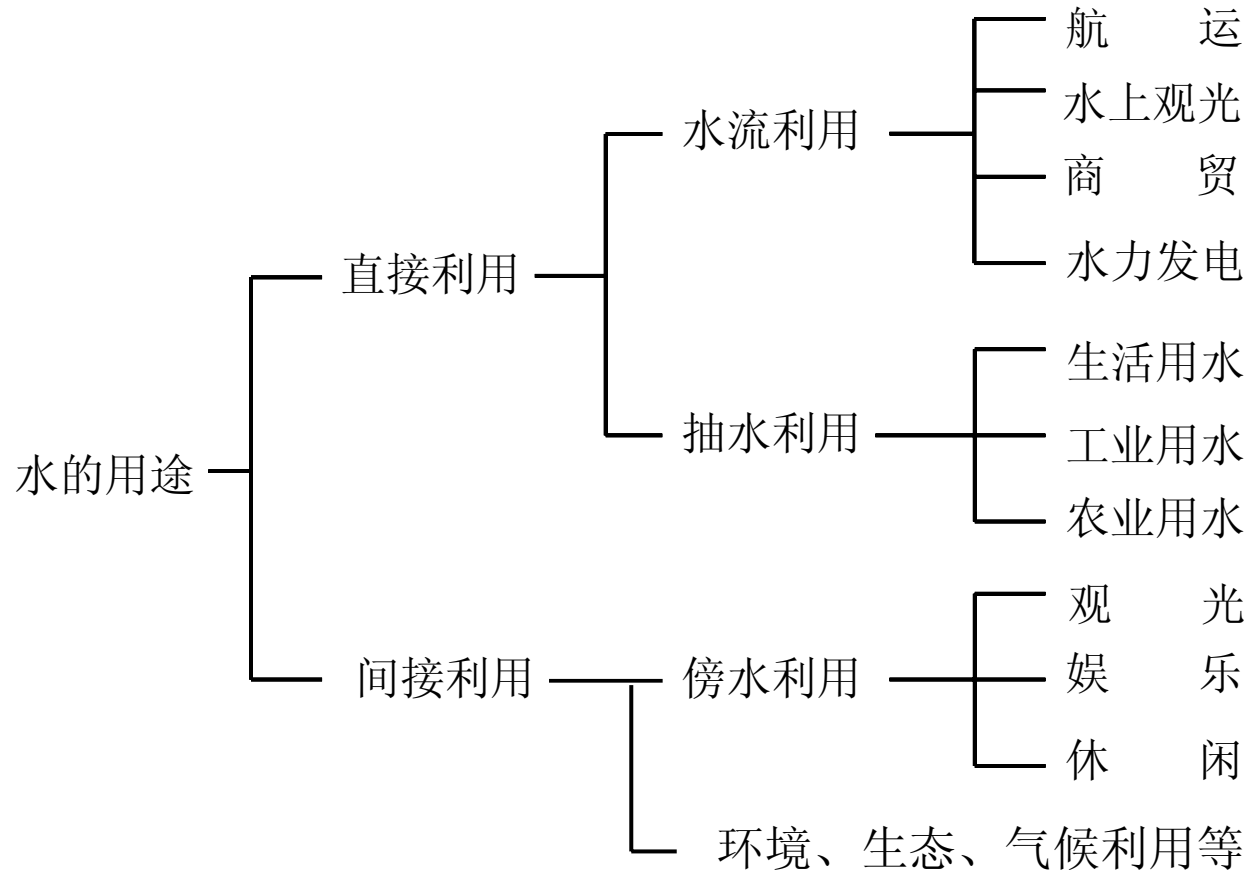 航运
水上观光
水流利用
商贸
水力发电
直接利用
生活用水
抽水利用
工业用水
农业用水
水的用途
观光
间接利用
傍水利用
娱乐
休闲
环境、生态、气候利用等